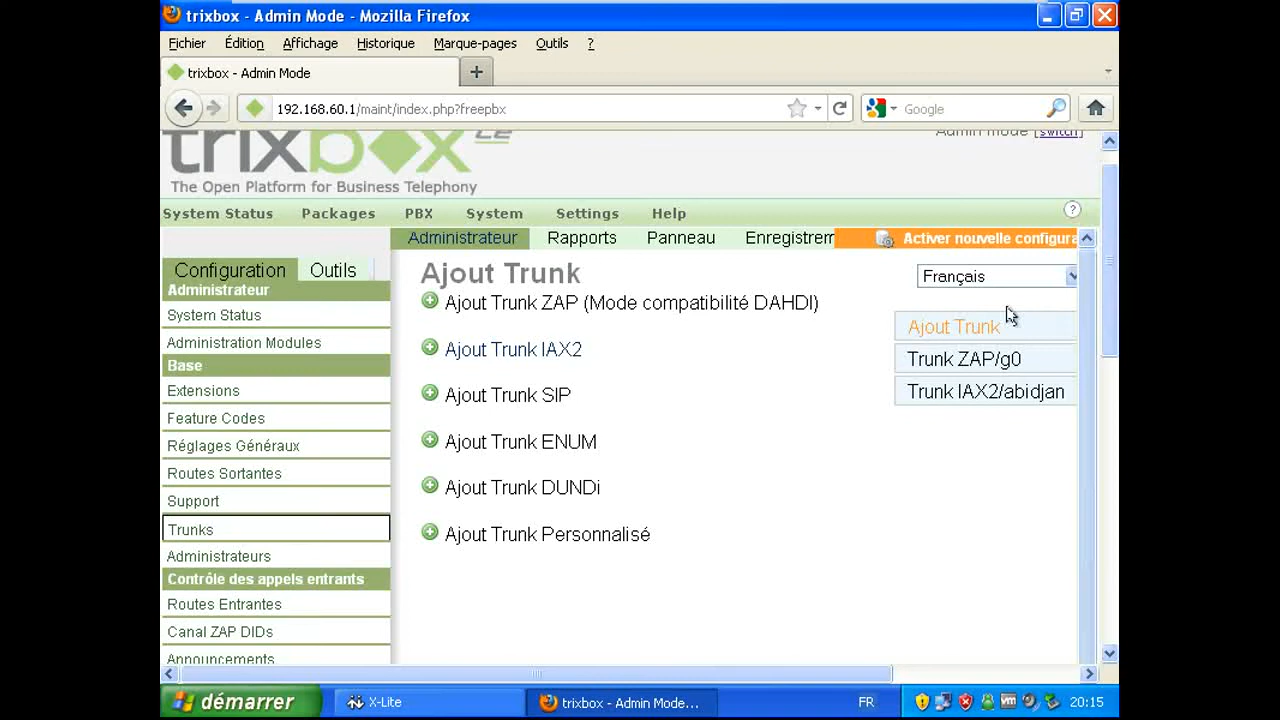 trixbox - Admin Mode - Mozilla Firefox
Fichier Édition Affichage Historique Marque-pages Outils ?
trixbox - Admin Mode
192.168.60.1/maint/index.php?freepbx
Google
trixbox CE
Admin mode [switch]
The Open Platform for Business Telephony
System Status Packages PBX System Settings Help
Administrateur Rapports Panneau Enregistrem Activer nouvelle configura
Configuration Outils
Administrateur
System Status
Administration Modules
Base
Extensions
Feature Codes
Réglages Généraux
Routes Sortantes
Support
Trunks
Administrateurs
Contrôle des appels entrants
Routes Entrantes
Canal ZAP DIDs
Announcements
Ajout Trunk
Ajout Trunk ZAP (Mode compatibilité DAHDI)
Ajout Trunk IAX2
Ajout Trunk SIP
Ajout Trunk ENUM
Ajout Trunk DUNDi
Ajout Trunk Personnalisé
Français
Ajout Trunk
Trunk ZAP/g0
Trunk IAX2/abidjan
démarrer X-Lite trixbox - Admin Mode... FR 20:15